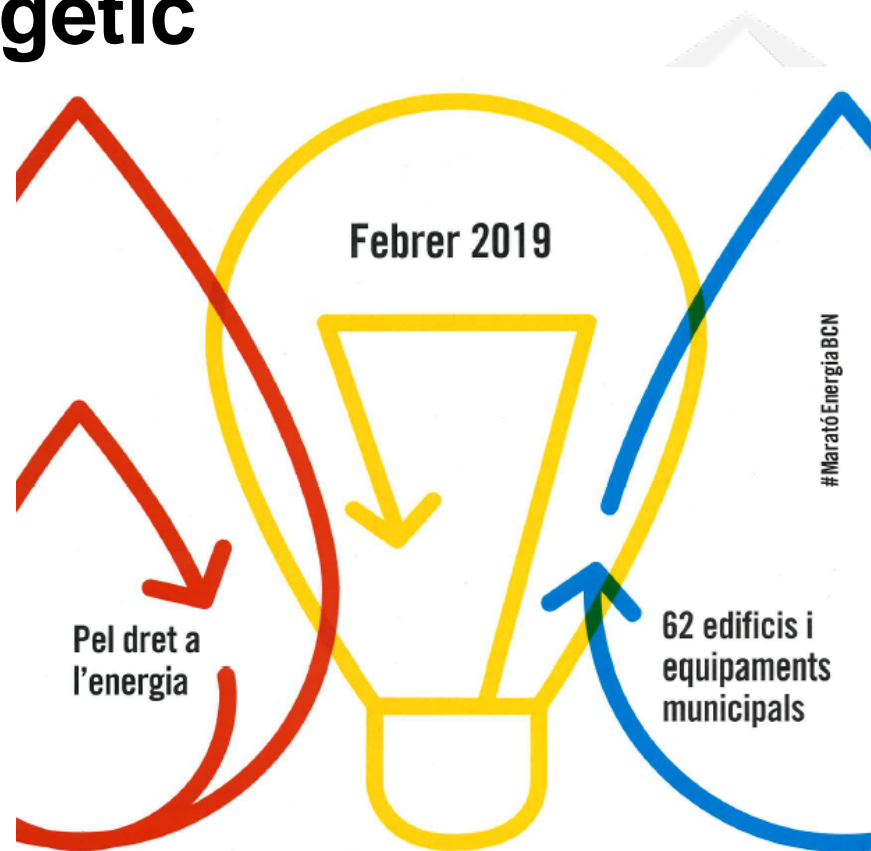 getic
Febrer 2019
#MaratóEnergiaBCN
Pel dret a
l'energia
62 edificis i
equipaments
municipals